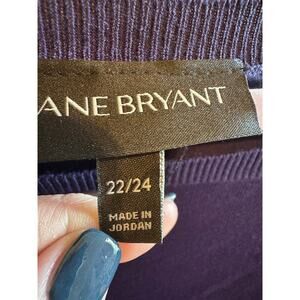 ANE BRYANT
22/24
MADE IN
JORDAN